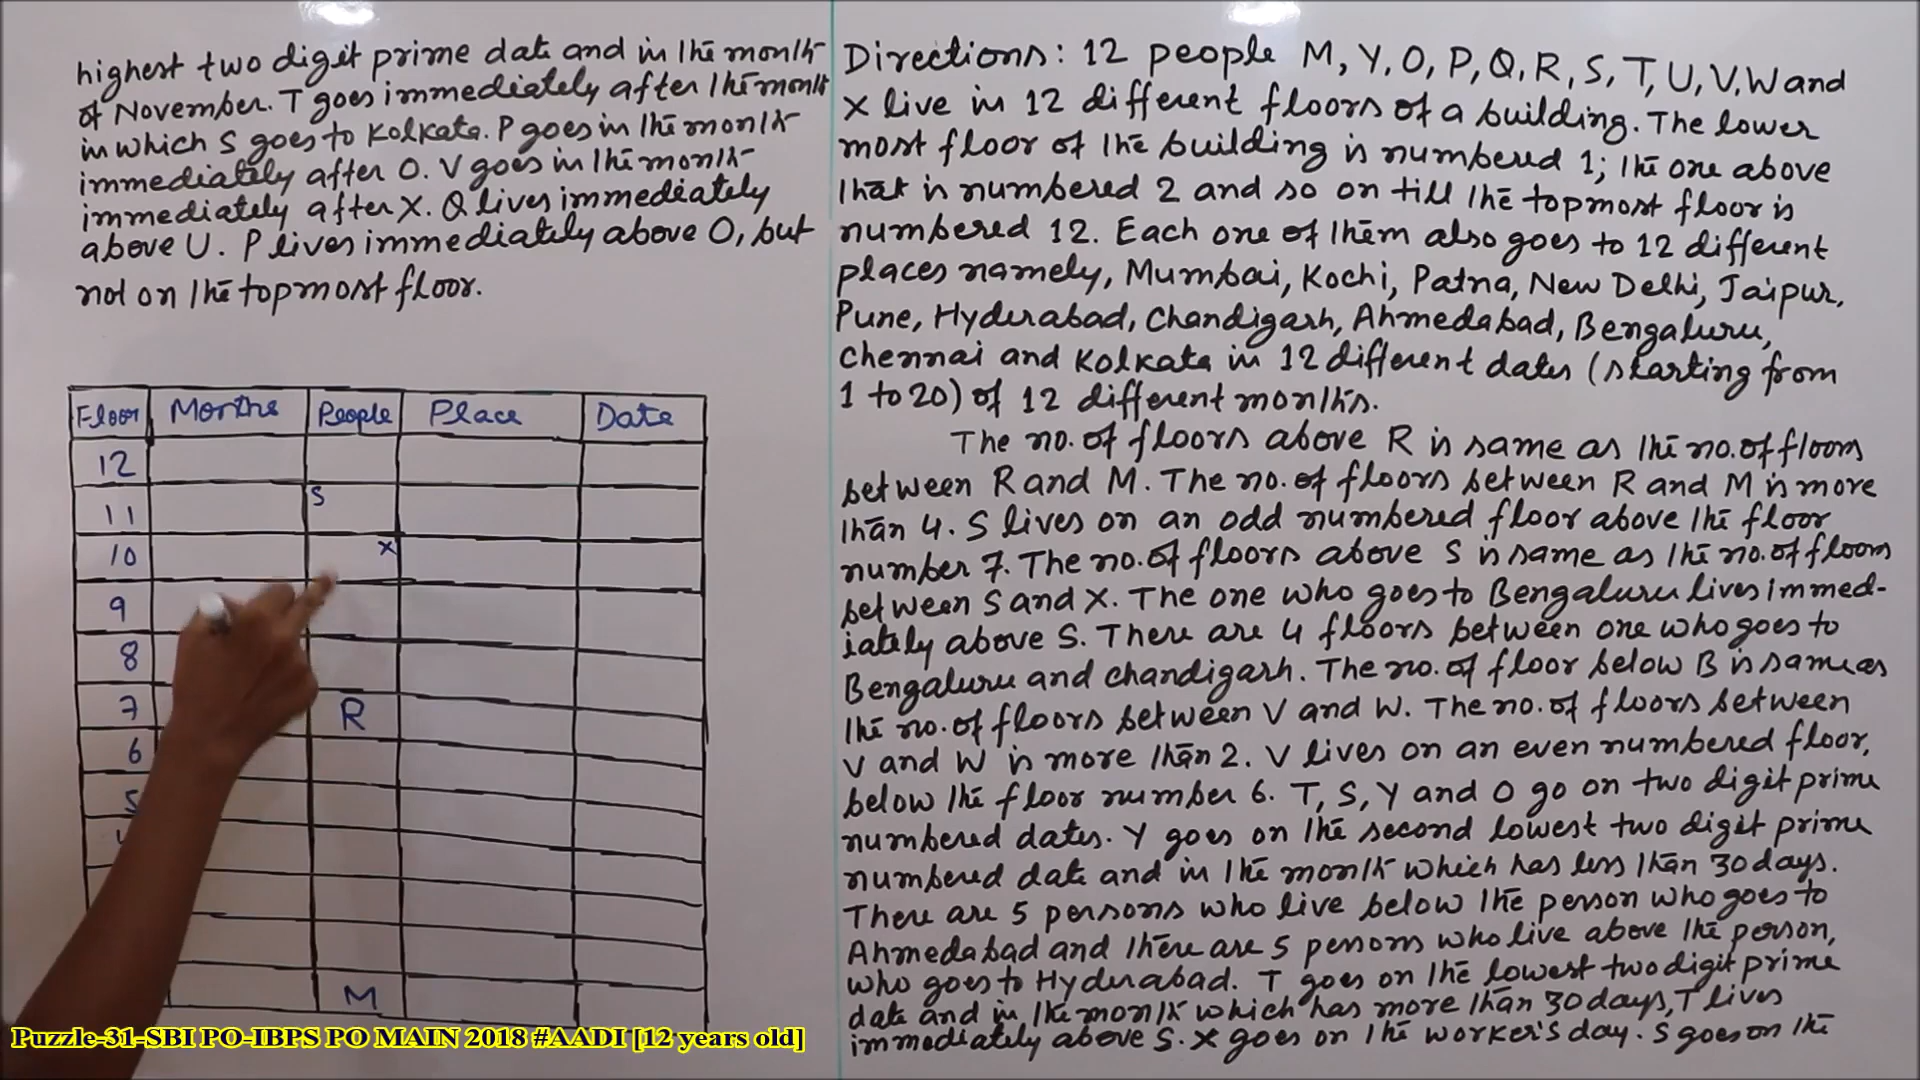 highest two digit prime date and in the month
of November. T goes immediately after the month
in which S goes to Kolkata. P goes in the month
immediately after O. V goes in the month
immediately after X. Q lives immediately
above U. P lives immediately above O, but
not on the topmost floor.
Floor Months People Place Date
12
11 S
10 X
9
8
7 R
6
5
4
M
Directions: 12 people M, Y, O, P, Q, R, S, T, U, V, W and
X live in 12 different floors of a building. The lower
most floor of the building is numbered 1; the one above
that is numbered 2 and so on till the topmost floor is
numbered 12. Each one of them also goes to 12 different
places namely, Mumbai, Kochi, Patna, New Delhi, Jaipur,
Pune, Hyderabad, Chandigarh, Ahmedabad, Bengaluru,
Chennai and Kolkata in 12 different dates (starting from
1 to 20) of 12 different months.
The no. of floors above R is same as the no. of floors
between R and M. The no. of floors between R and M is more
than 4. S lives on an odd numbered floor above the floor
number 7. The no. of floors above S is same as the no. of floors
between S and X. The one who goes to Bengaluru lives immed-
iately above S. There are 4 floors between one who goes to
Bengaluru and Chandigarh. The no. of floor below B is same as
the no. of floors between V and W. The no. of floors between
V and W is more than 2. V lives on an even numbered floor,
below the floor number 6. T, S, Y and O go on two digit prime
numbered dates. Y goes on the second lowest two digit prime
numbered date and in the month which has less than 30 days.
There are 5 persons who live below the person who goes to
Ahmedabad and there are 5 persons who live above the person,
who goes to Hyderabad. T goes on the lowest two digit prime
date and in the month which has more than 30 days, T lives
immediately above S. X goes on the worker's day. S goes on the
Puzzle-31-SBI PO-IBPS PO MAIN 2018 #AADI [12 years old]